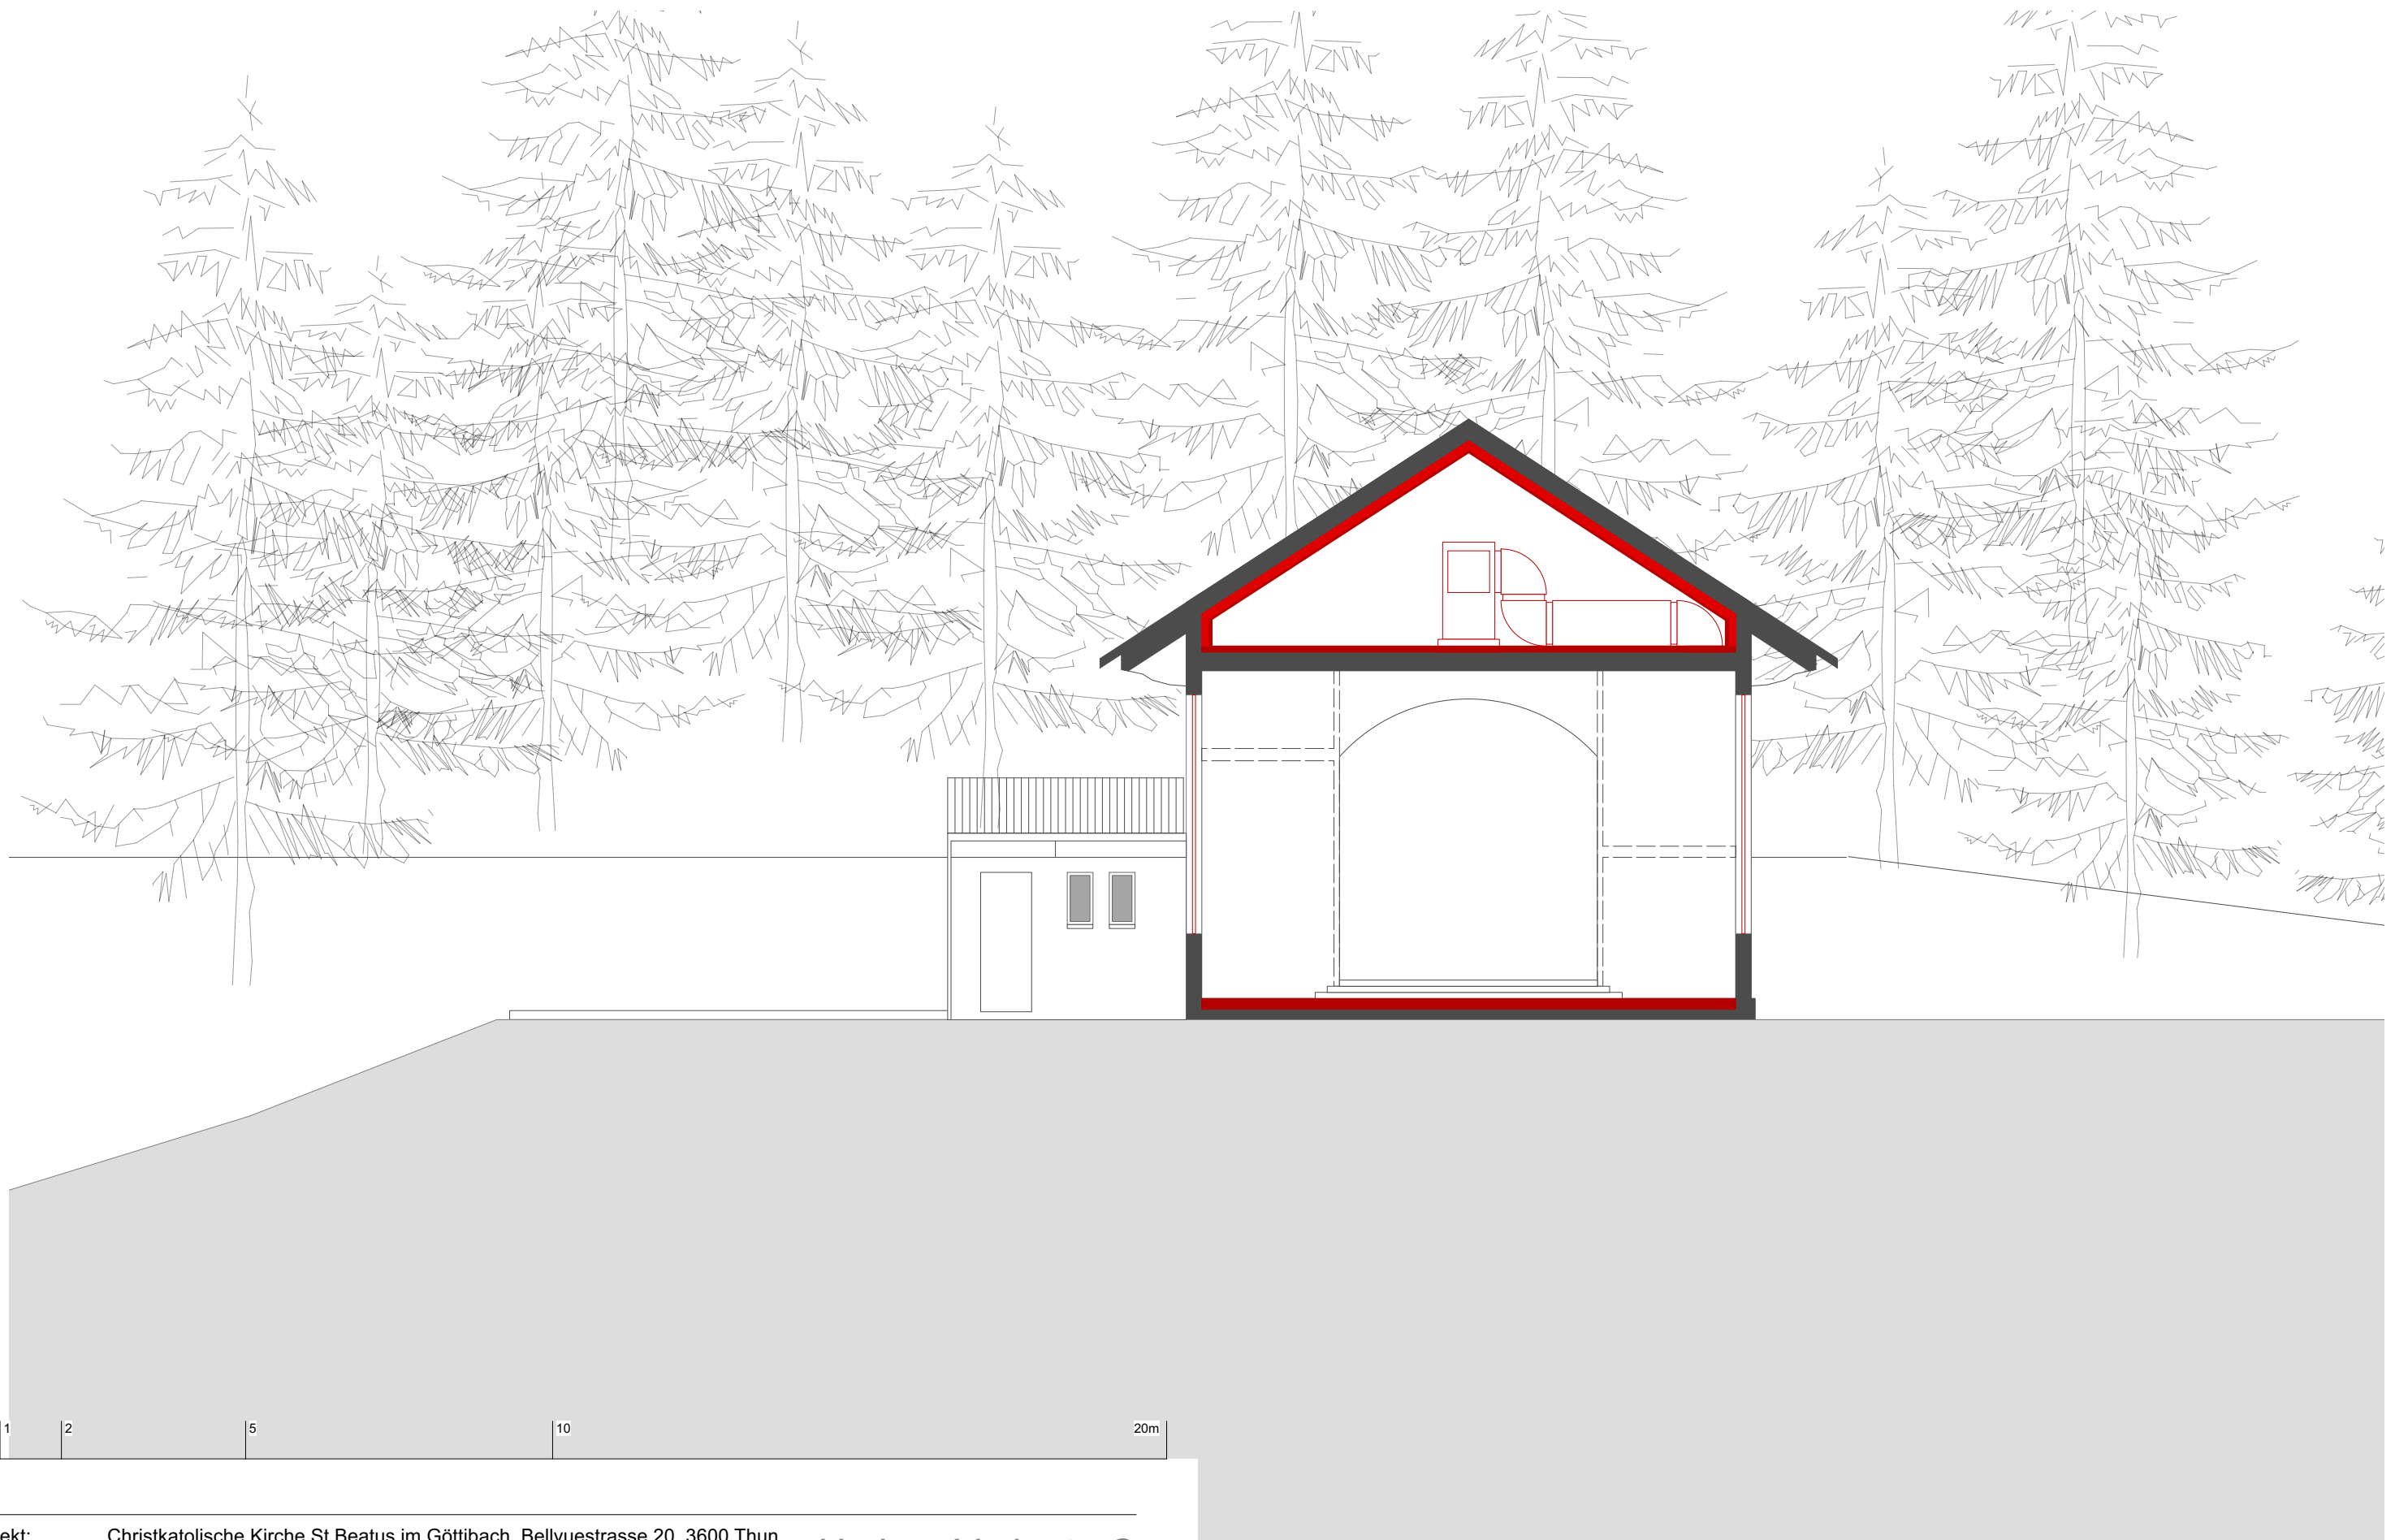 1 2 5 10 20m
ekt: Christkatolische Kirche St.Beatus im Göttibach, Bellvuestrasse 20, 3600 Thun